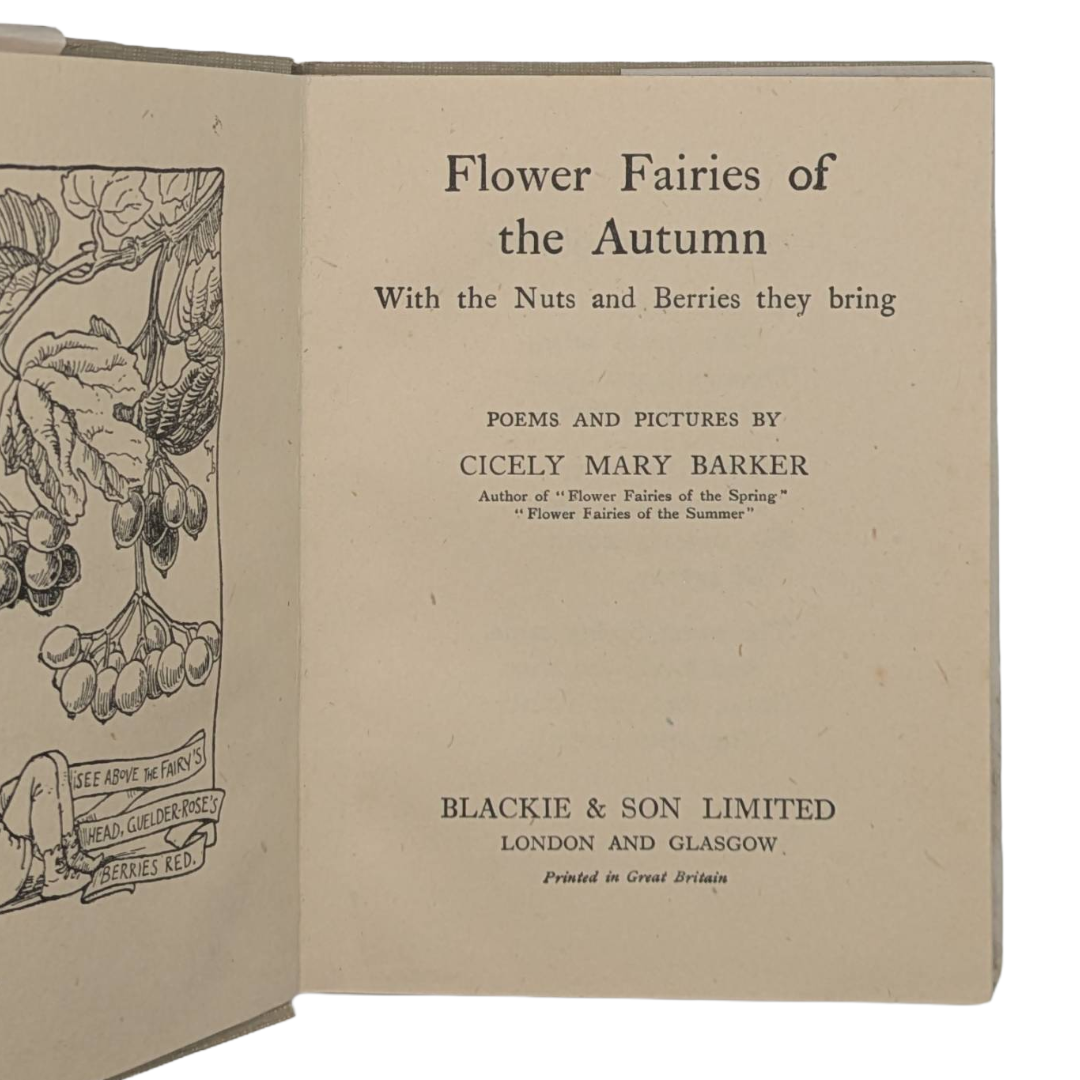 SEE ABOVE THE FAIRY'S
HEAD, GUELDER-ROSE'S
BERRIES RED.
Flower Fairies of
the Autumn
With the Nuts and Berries they bring
POEMS AND PICTURES BY
CICELY MARY BARKER
Author of "Flower Fairies of the Spring"
"Flower Fairies of the Summer"
BLACKIE & SON LIMITED
LONDON AND GLASGOW
Printed in Great Britain